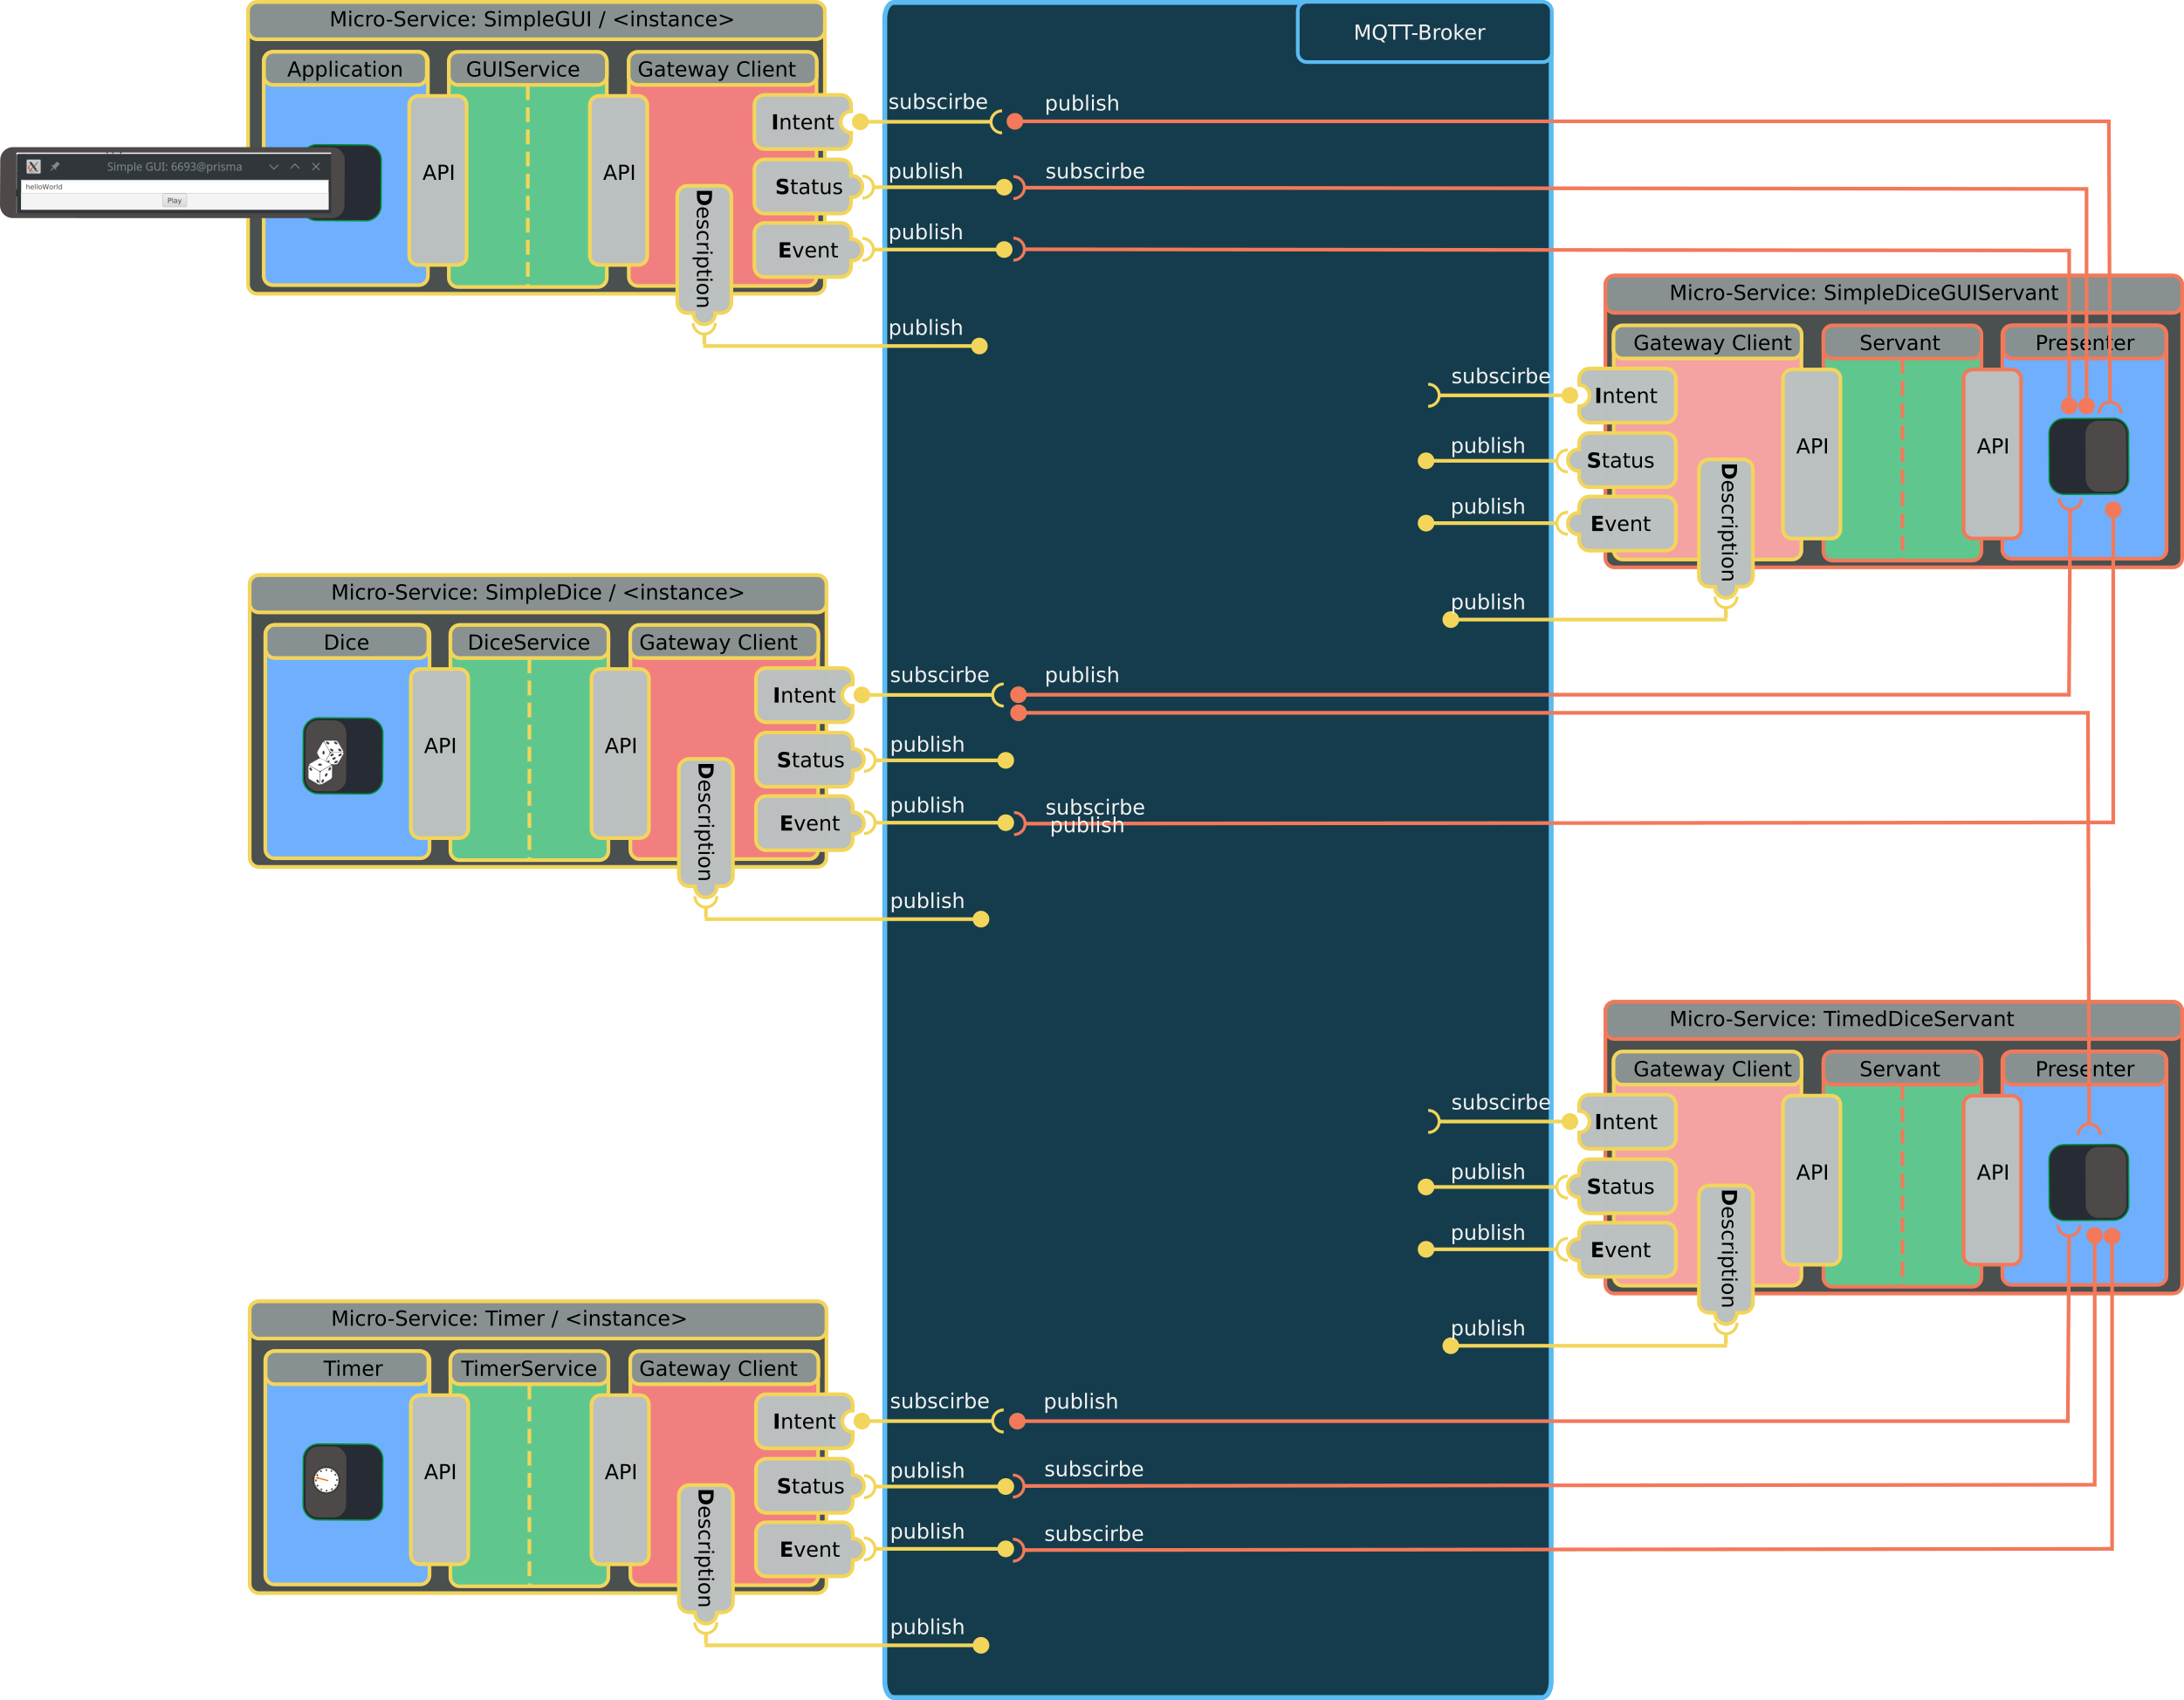 Micro-Service: SimpleGUI / <instance>
Application
GUIService
Gateway Client
API
API
Intent
Status
Event
Description
Simple GUI: 6693@prisma
helloWorld
Play
MQTT-Broker
subscirbe
publish
publish
subscirbe
publish
publish
Micro-Service: SimpleDiceGUIServant
Gateway Client
Servant
Presenter
subscirbe
Intent
publish
Status
publish
Event
Description
API
API
publish
Micro-Service: SimpleDice / <instance>
Dice
DiceService
Gateway Client
API
API
Intent
Status
Event
Description
subscirbe
publish
publish
publish
subscirbe
publish
publish
Micro-Service: TimedDiceServant
Gateway Client
Servant
Presenter
subscirbe
Intent
publish
Status
publish
Event
Description
API
API
publish
Micro-Service: Timer / <instance>
Timer
TimerService
Gateway Client
API
API
Intent
Status
Event
Description
subscirbe
publish
publish
subscirbe
publish
subscirbe
publish